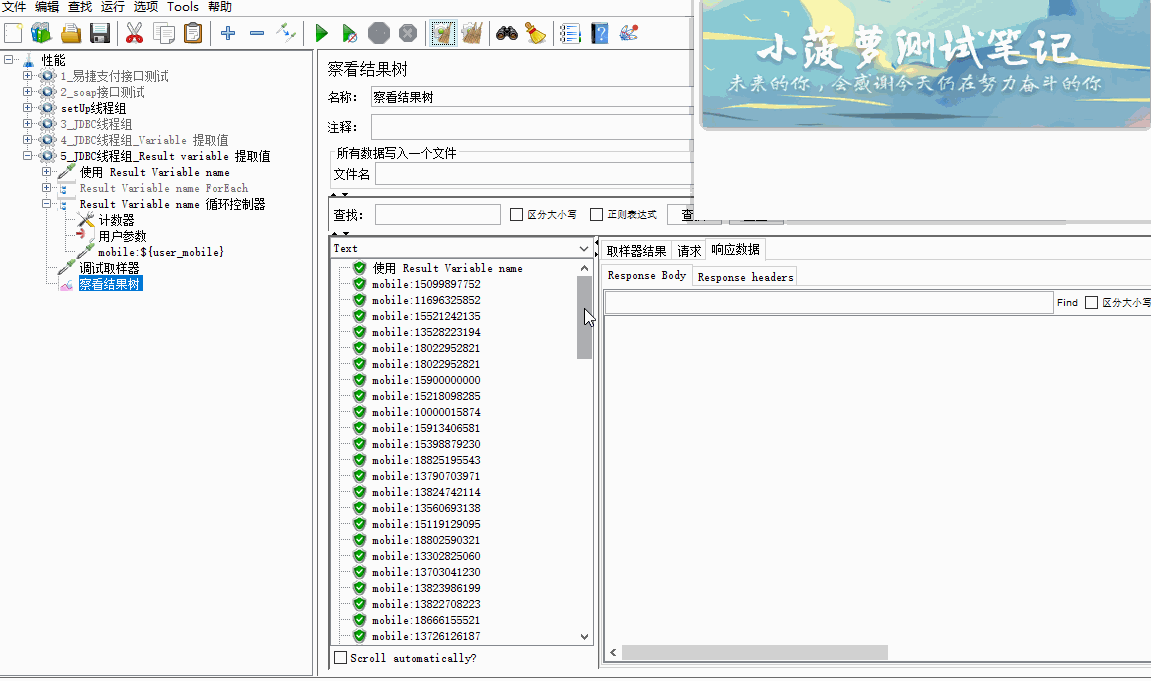 文件 编辑 查找 运行 选项 Tools 帮助
小菠萝测试笔记
未来的你，会感谢今天仍在努力奋斗的你
性能
1_易捷支付接口测试
2_soap接口测试
setUp线程组
3_JDBC线程组
4_JDBC线程组_Variable 提取值
5_JDBC线程组_Result variable 提取值
使用 Result Variable name
Result Variable name ForEach
Result Variable name 循环控制器
计数器
用户参数
mobile:${user_mobile}
调试取样器
察看结果树
察看结果树
名称: 察看结果树
注释:
所有数据写入一个文件
文件名
查找: 区分大小写 正则表达式
Text
使用 Result Variable name
mobile:15099897752
mobile:11696325852
mobile:15521242135
mobile:13528223194
mobile:18022952821
mobile:18022952821
mobile:15900000000
mobile:15218098285
mobile:10000015874
mobile:15913406581
mobile:15398879230
mobile:18825195543
mobile:13790703971
mobile:13824742114
mobile:13560693138
mobile:15119129095
mobile:18802590321
mobile:13302825060
mobile:13703041230
mobile:13823986199
mobile:13822708223
mobile:18666155521
mobile:13726126187
Scroll automatically?
取样器结果 请求 响应数据
Response Body Response headers
Find 区分大小写